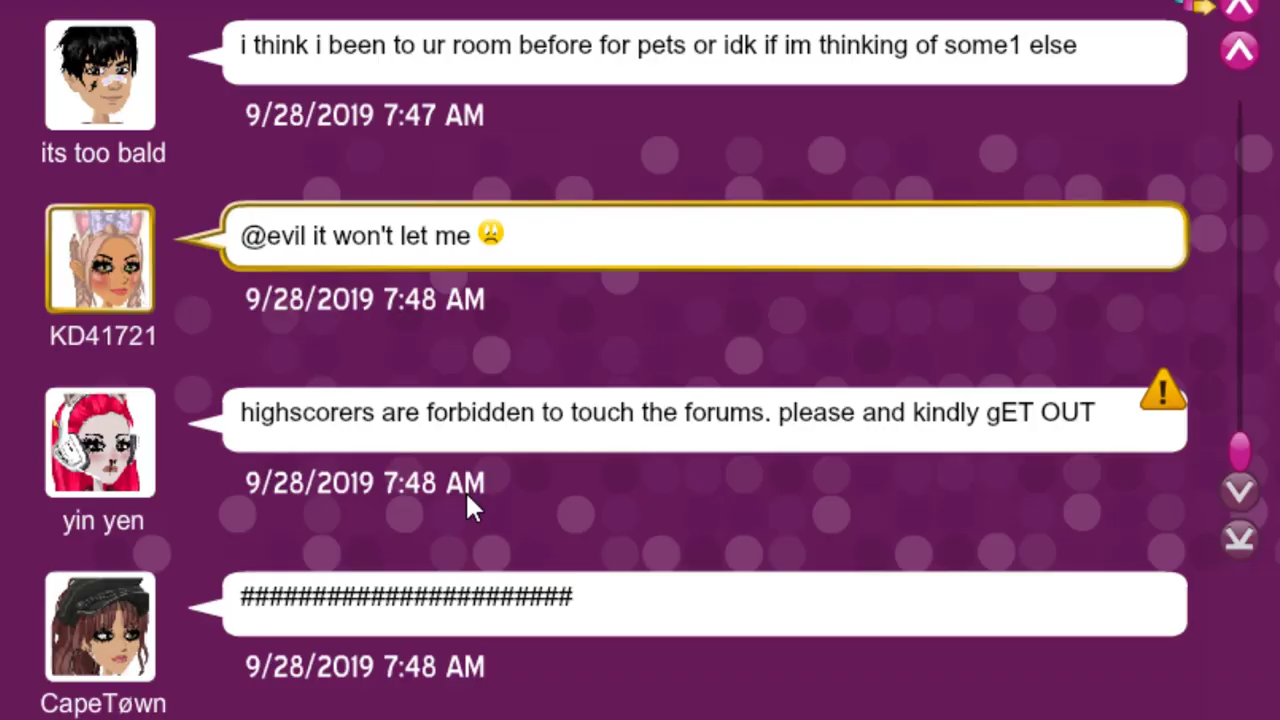 i think i been to ur room before for pets or idk if im thinking of some1 else
9/28/2019 7:47 AM
its too bald
@evil it won't let me
9/28/2019 7:48 AM
KD41721
highscorers are forbidden to touch the forums. please and kindly gET OUT
9/28/2019 7:48 AM
yin yen
#######################
9/28/2019 7:48 AM
CapeTøwn